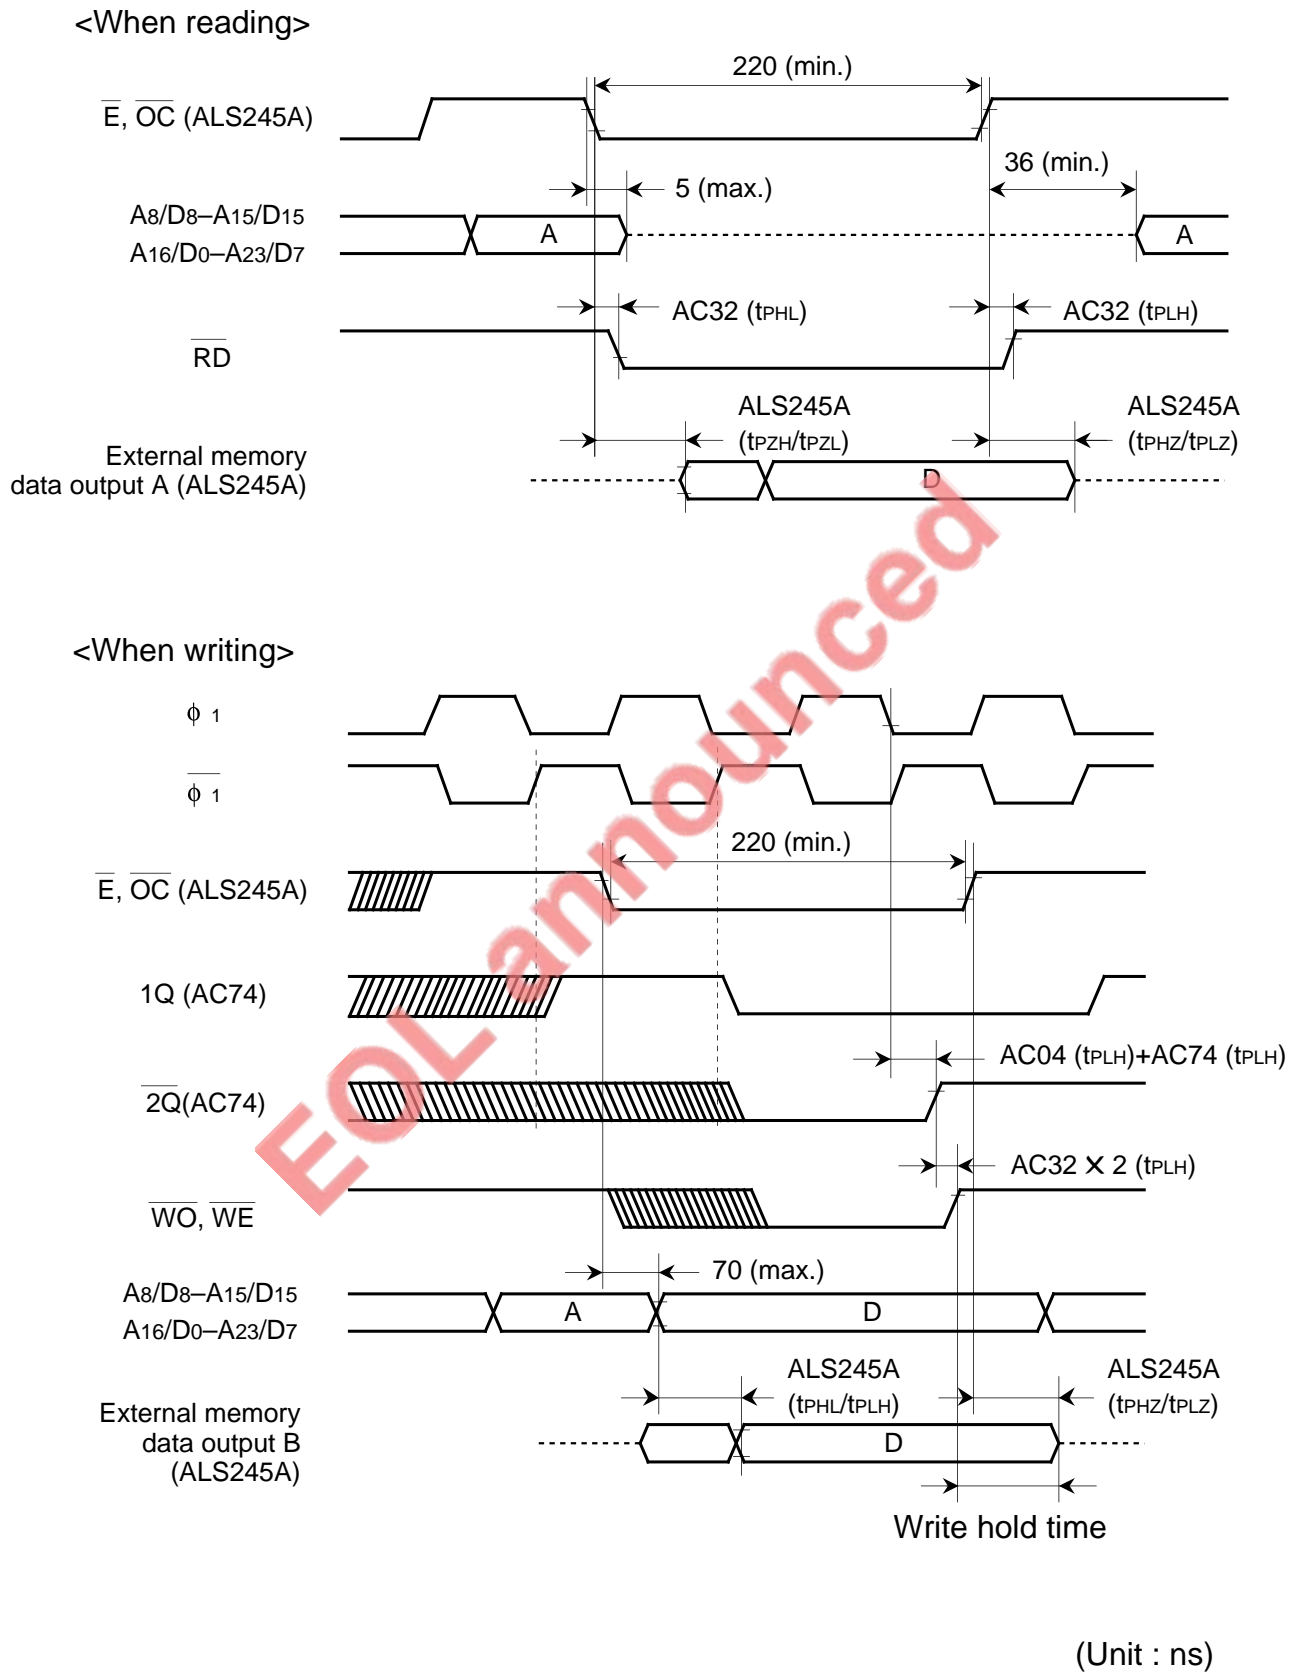 <When reading>
220 (min.)
E, OC (ALS245A)
36 (min.)
5 (max.)
A8/D8–A15/D15
A16/D0–A23/D7
A
A
AC32 (tPHL)
AC32 (tPLH)
RD
ALS245A
(tPZH/tPZL)
ALS245A
(tPHZ/tPLZ)
External memory
data output A (ALS245A)
D
EOL announced
<When writing>
ϕ 1
ϕ 1
220 (min.)
E, OC (ALS245A)
1Q (AC74)
AC04 (tPLH)+AC74 (tPLH)
2Q(AC74)
AC32 X 2 (tPLH)
WO, WE
70 (max.)
A8/D8–A15/D15
A16/D0–A23/D7
A
D
ALS245A
(tPHL/tPLH)
ALS245A
(tPHZ/tPLZ)
External memory
data output B
(ALS245A)
D
Write hold time
(Unit : ns)